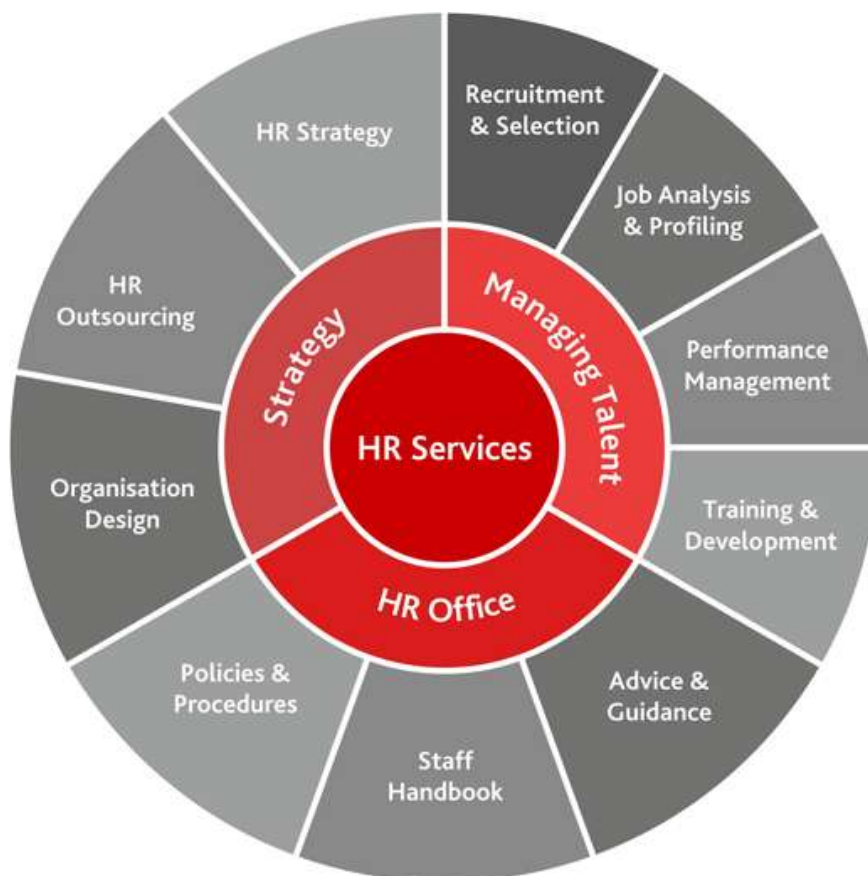 HR Services
Managing Talent
HR Office
Strategy
Recruitment
& Selection
Job Analysis
& Profiling
Performance
Management
Training &
Development
Advice &
Guidance
Staff
Handbook
Policies &
Procedures
Organisation
Design
HR
Outsourcing
HR Strategy